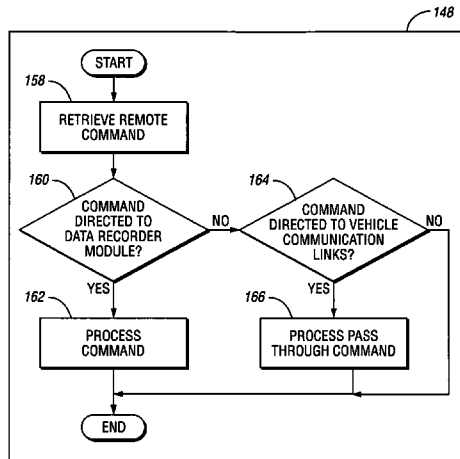 148
START
158
RETRIEVE REMOTE
COMMAND
160
COMMAND
DIRECTED TO
DATA RECORDER
MODULE?
NO
164
COMMAND
DIRECTED TO VEHICLE
COMMUNICATION
LINKS?
NO
YES
YES
162
PROCESS
COMMAND
166
PROCESS PASS
THROUGH COMMAND
END